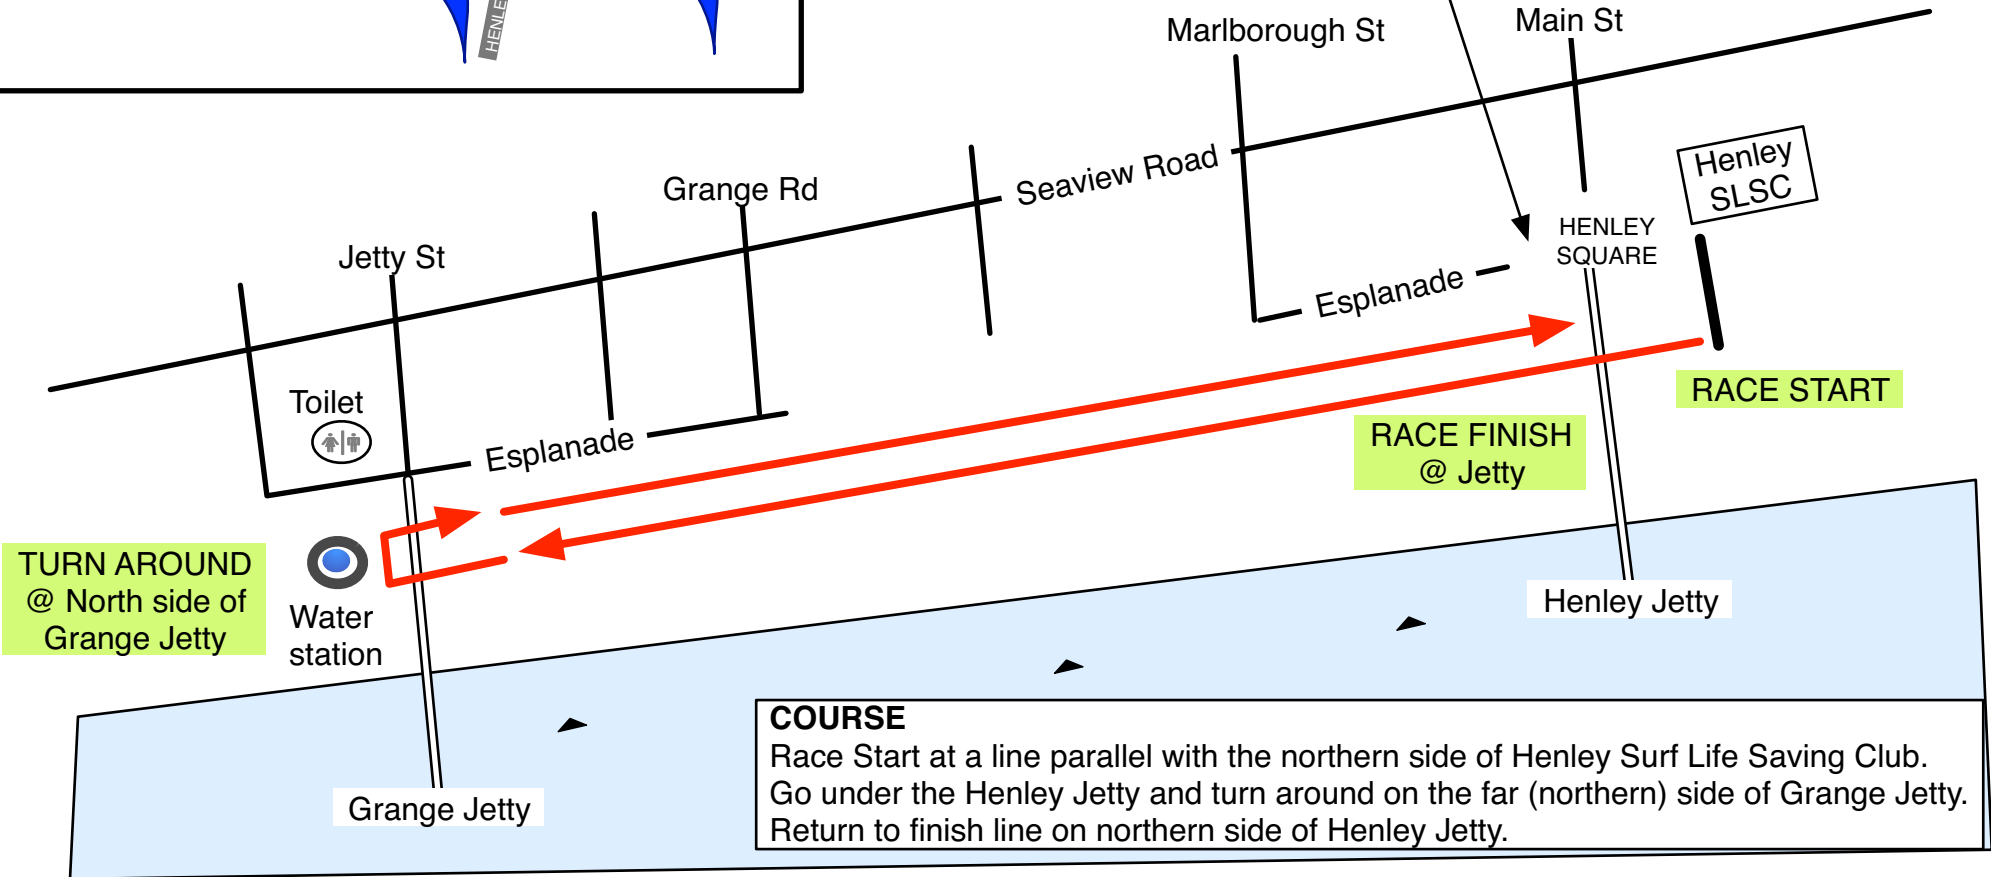 HENLE
Marlborough St
Main St
Seaview Road
Henley
SLSC
Grange Rd
HENLEY
SQUARE
Jetty St
Esplanade
RACE START
Toilet
RACE FINISH
@ Jetty
Esplanade
TURN AROUND
@ North side of
Grange Jetty
Water
station
Henley Jetty
Grange Jetty
COURSE
Race Start at a line parallel with the northern side of Henley Surf Life Saving Club.
Go under the Henley Jetty and turn around on the far (northern) side of Grange Jetty.
Return to finish line on northern side of Henley Jetty.